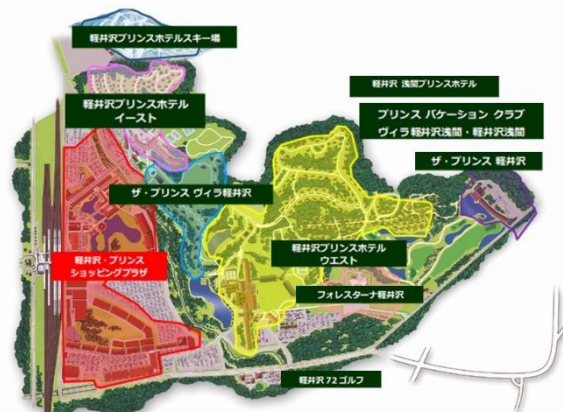 軽井沢プリンスホテルスキー場
軽井沢プリンスホテル
イースト
軽井沢 浅間プリンスホテル
プリンス バケーション クラブ
ヴィラ軽井沢浅間・軽井沢浅間
ザ・プリンス 軽井沢
ザ・プリンス ヴィラ軽井沢
軽井沢・プリンス
ショッピングプラザ
軽井沢プリンスホテル
ウエスト
フォレスターナ軽井沢
軽井沢72ゴルフ